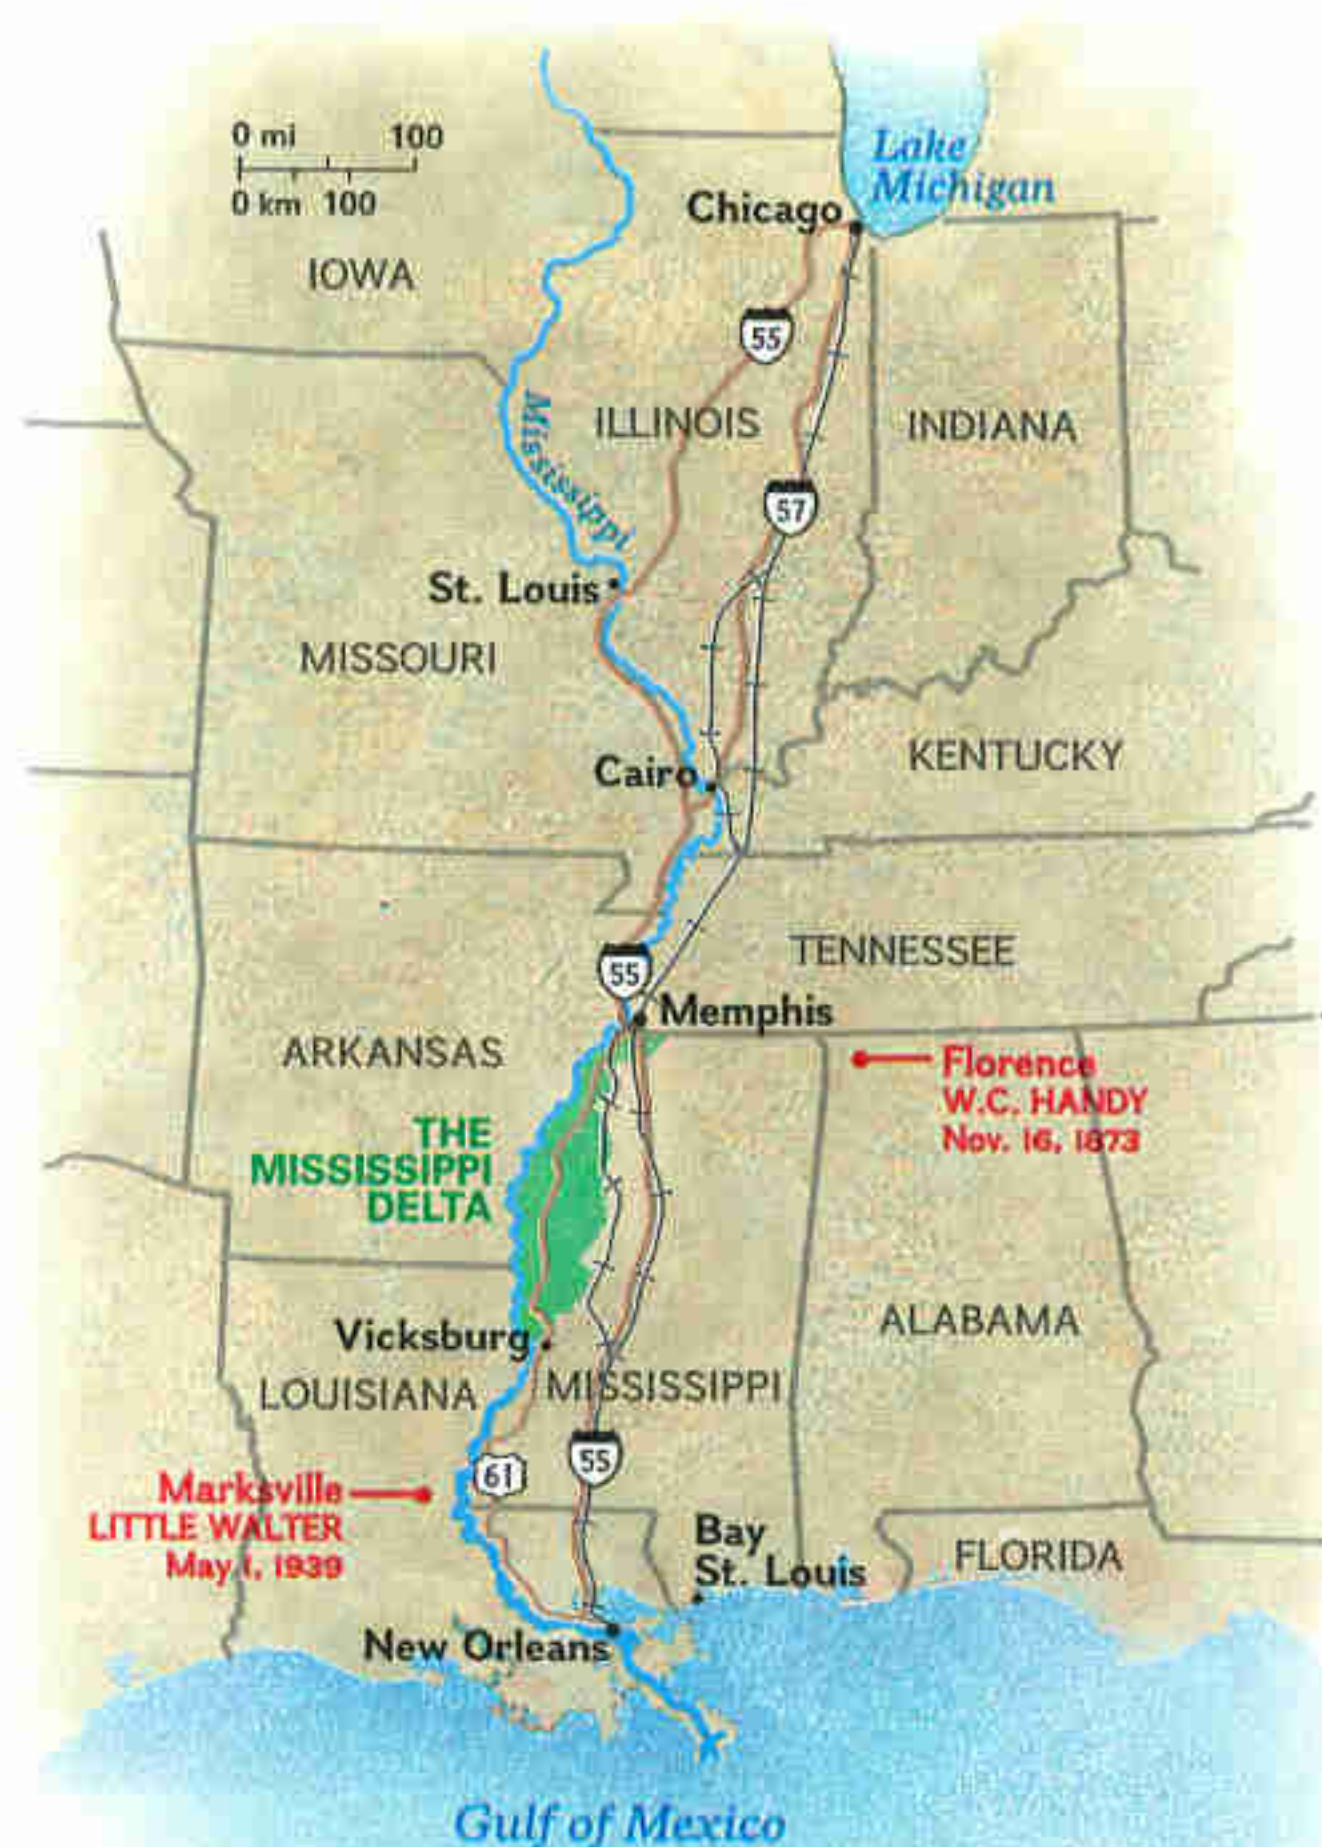 0 mi 100
0 km 100
Lake
Michigan
Chicago
IOWA
55
Mississippi
ILLINOIS
INDIANA
57
St. Louis
MISSOURI
KENTUCKY
Cairo
TENNESSEE
55
Memphis
ARKANSAS
Florence
W.C. HANDY
Nov. 16, 1873
THE
MISSISSIPPI
DELTA
ALABAMA
Vicksburg
LOUISIANA
MISSISSIPPI
61
55
Marksville
LITTLE WALTER
May 1, 1939
Bay
St. Louis
FLORIDA
New Orleans
Gulf of Mexico